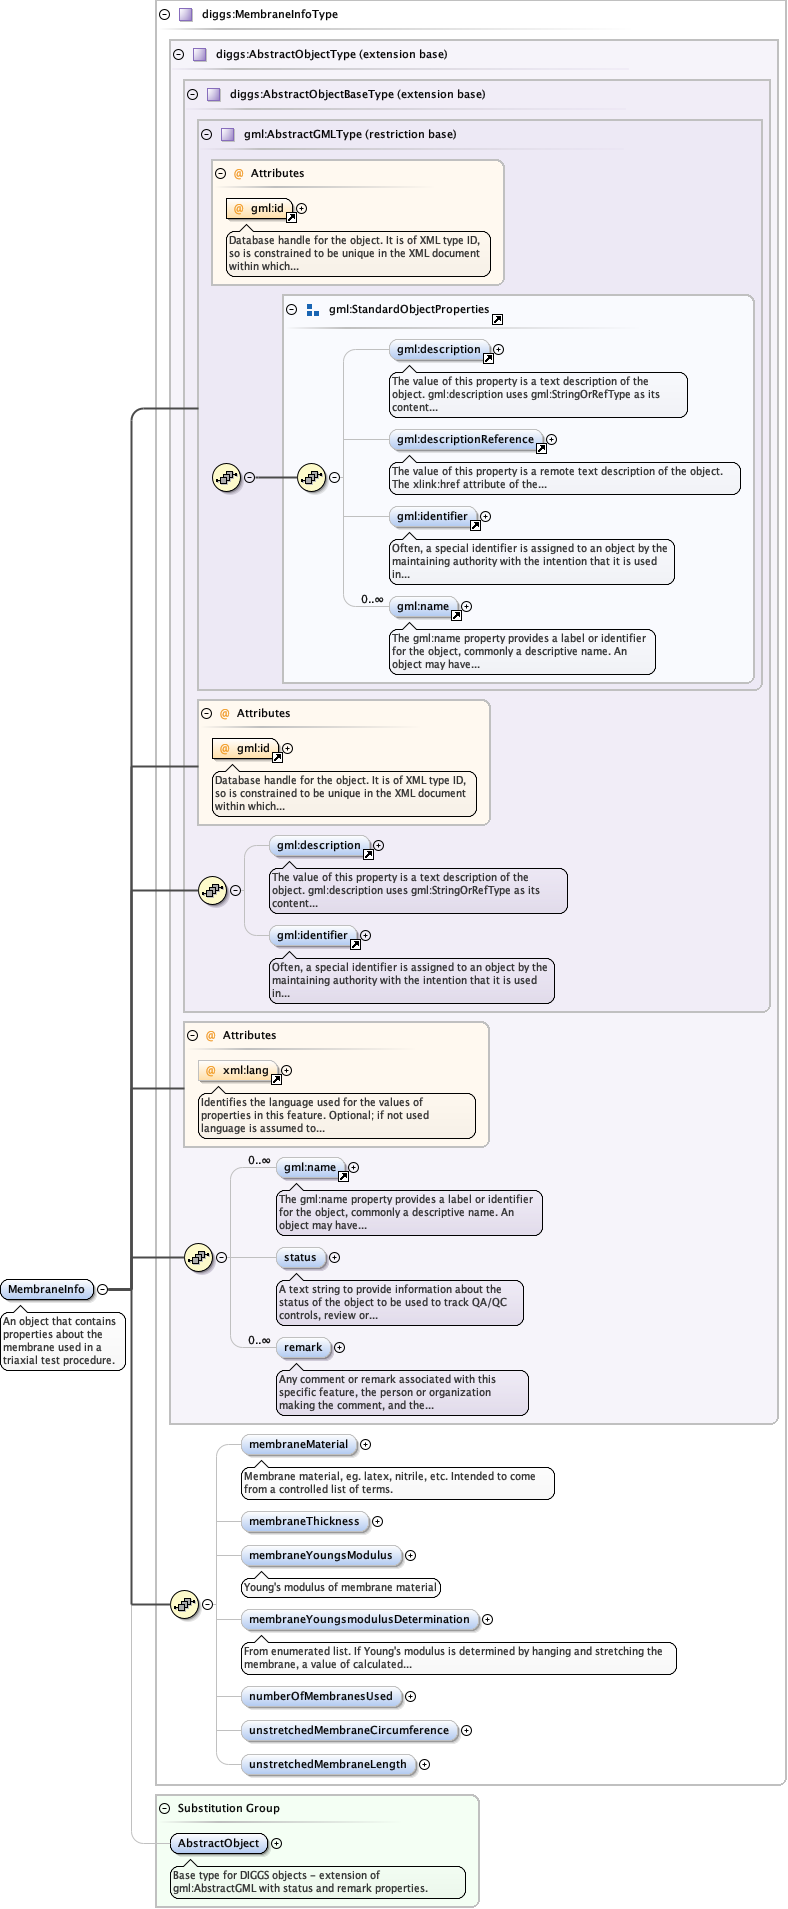 diggs:MembraneInfoType
diggs:AbstractObjectType (extension base)
diggs:AbstractObjectBaseType (extension base)
gml:AbstractGMLType (restriction base)
@ Attributes
@ gml:id
Database handle for the object. It is of XML type ID,
so is constrained to be unique in the XML document
within which...
gml:StandardObjectProperties
gml:description
The value of this property is a text description of the
object. gml:description uses gml:StringOrRefType as its
content...
gml:descriptionReference
The value of this property is a remote text description of the object.
The xlink:href attribute of the...
gml:identifier
Often, a special identifier is assigned to an object by the
maintaining authority with the intention that it is used
in...
0..∞
gml:name
The gml:name property provides a label or identifier
for the object, commonly a descriptive name. An
object may have...
@ Attributes
@ gml:id
Database handle for the object. It is of XML type ID,
so is constrained to be unique in the XML document
within which...
gml:description
The value of this property is a text description of the
object. gml:description uses gml:StringOrRefType as its
content...
gml:identifier
Often, a special identifier is assigned to an object by the
maintaining authority with the intention that it is used
in...
@ Attributes
@ xml:lang
Identifies the language used for the values of
properties in this feature. Optional; if not used
language is assumed to...
0..∞
gml:name
The gml:name property provides a label or identifier
for the object, commonly a descriptive name. An
object may have...
status
A text string to provide information about the
status of the object to be used to track QA/QC
controls, review or...
0..∞
remark
Any comment or remark associated with this
specific feature, the person or organization
making the comment, and the...
MembraneInfo
An object that contains
properties about the
membrane used in a
triaxial test procedure.
membraneMaterial
Membrane material, eg. latex, nitrile, etc. Intended to come
from a controlled list of terms.
membraneThickness
membraneYoungsModulus
Young's modulus of membrane material
membraneYoungsmodulusDetermination
From enumerated list. If Young's modulus is determined by hanging and stretching the
membrane, a value of calculated...
numberOfMembranesUsed
unstretchedMembraneCircumference
unstretchedMembraneLength
Substitution Group
AbstractObject
Base type for DIGGS objects - extension of
gml:AbstractGML with status and remark properties.